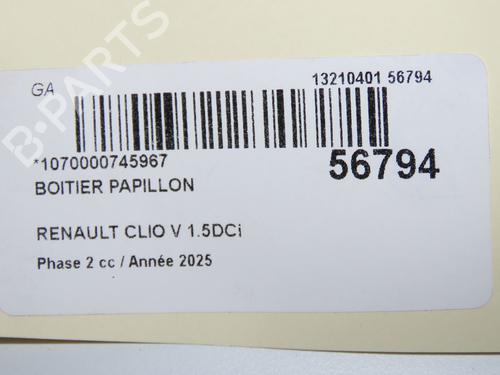 GA
13210401 56794
*1070000745967
56794
BOITIER PAPILLON
RENAULT CLIO V 1.5DCi
Phase 2 cc / Année 2025
B-PARTS